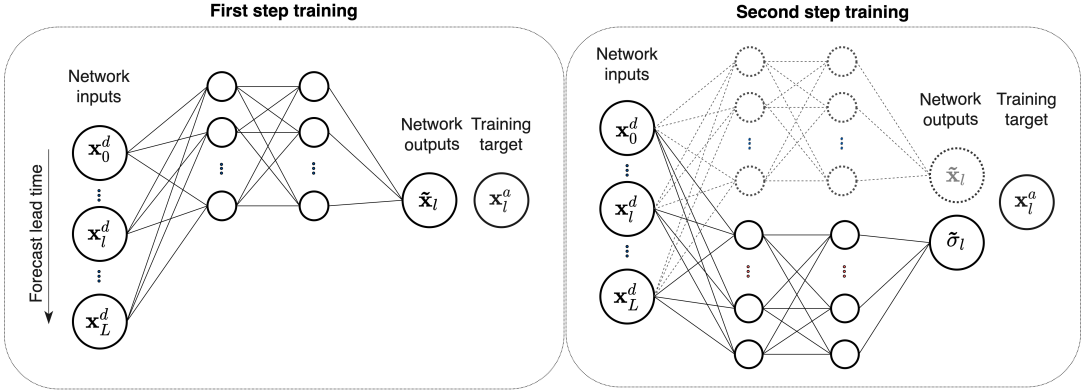 First step training
Network
inputs
Forecast lead time
x_0^d
x_l^d
x_L^d
Network
outputs
x̃_l
Training
target
x_l^a
Second step training
Network
inputs
x_0^d
x_l^d
x_L^d
Network
outputs
x̃_l
σ̃_l
Training
target
x_l^a